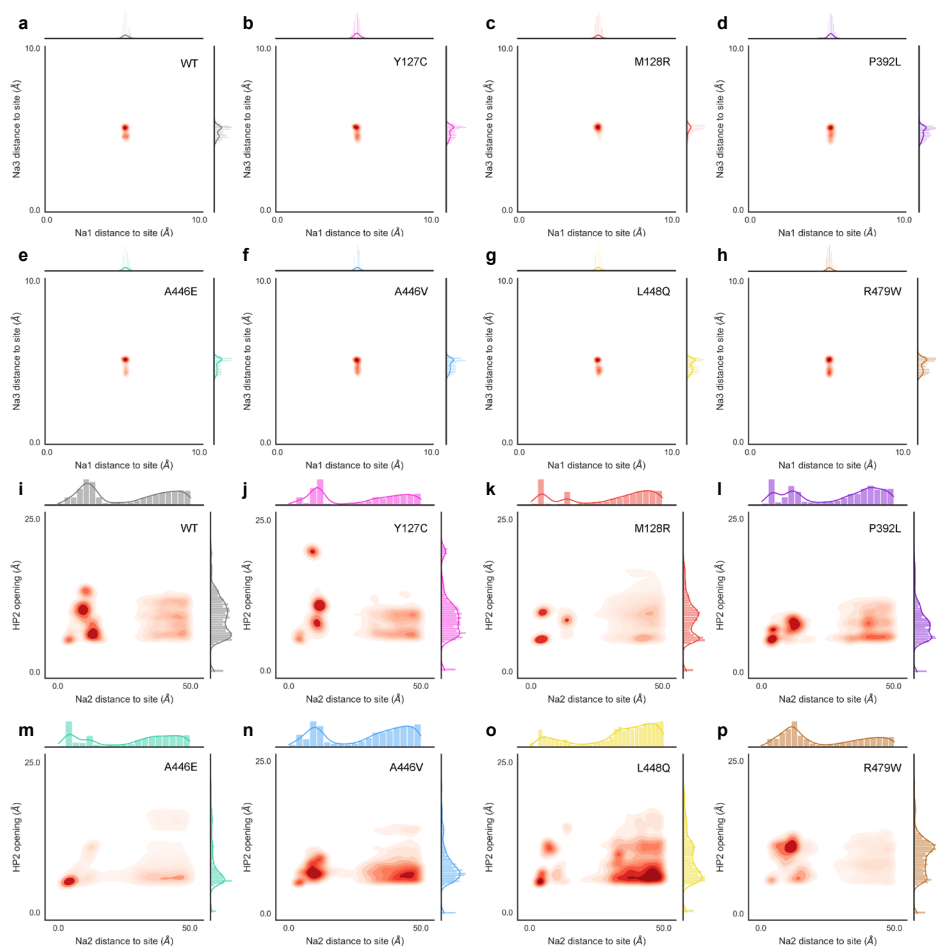 a
b
c
d
10.0
WT
Na3 distance to site (Å)
0.0
0.0
10.0
Na1 distance to site (Å)
10.0
Y127C
Na3 distance to site (Å)
0.0
0.0
10.0
Na1 distance to site (Å)
10.0
M128R
Na3 distance to site (Å)
0.0
0.0
10.0
Na1 distance to site (Å)
10.0
P392L
Na3 distance to site (Å)
0.0
0.0
10.0
Na1 distance to site (Å)
e
f
g
h
10.0
A446E
Na3 distance to site (Å)
0.0
0.0
10.0
Na1 distance to site (Å)
10.0
A446V
Na3 distance to site (Å)
0.0
0.0
10.0
Na1 distance to site (Å)
10.0
L448Q
Na3 distance to site (Å)
0.0
0.0
10.0
Na1 distance to site (Å)
10.0
R479W
Na3 distance to site (Å)
0.0
0.0
10.0
Na1 distance to site (Å)
i
j
k
l
25.0
WT
HP2 opening (Å)
0.0
0.0
50.0
Na2 distance to site (Å)
25.0
Y127C
HP2 opening (Å)
0.0
0.0
50.0
Na2 distance to site (Å)
25.0
M128R
HP2 opening (Å)
0.0
0.0
50.0
Na2 distance to site (Å)
25.0
P392L
HP2 opening (Å)
0.0
0.0
50.0
Na2 distance to site (Å)
m
n
o
p
25.0
A446E
HP2 opening (Å)
0.0
0.0
50.0
Na2 distance to site (Å)
25.0
A446V
HP2 opening (Å)
0.0
0.0
50.0
Na2 distance to site (Å)
25.0
L448Q
HP2 opening (Å)
0.0
0.0
50.0
Na2 distance to site (Å)
25.0
R479W
HP2 opening (Å)
0.0
0.0
50.0
Na2 distance to site (Å)